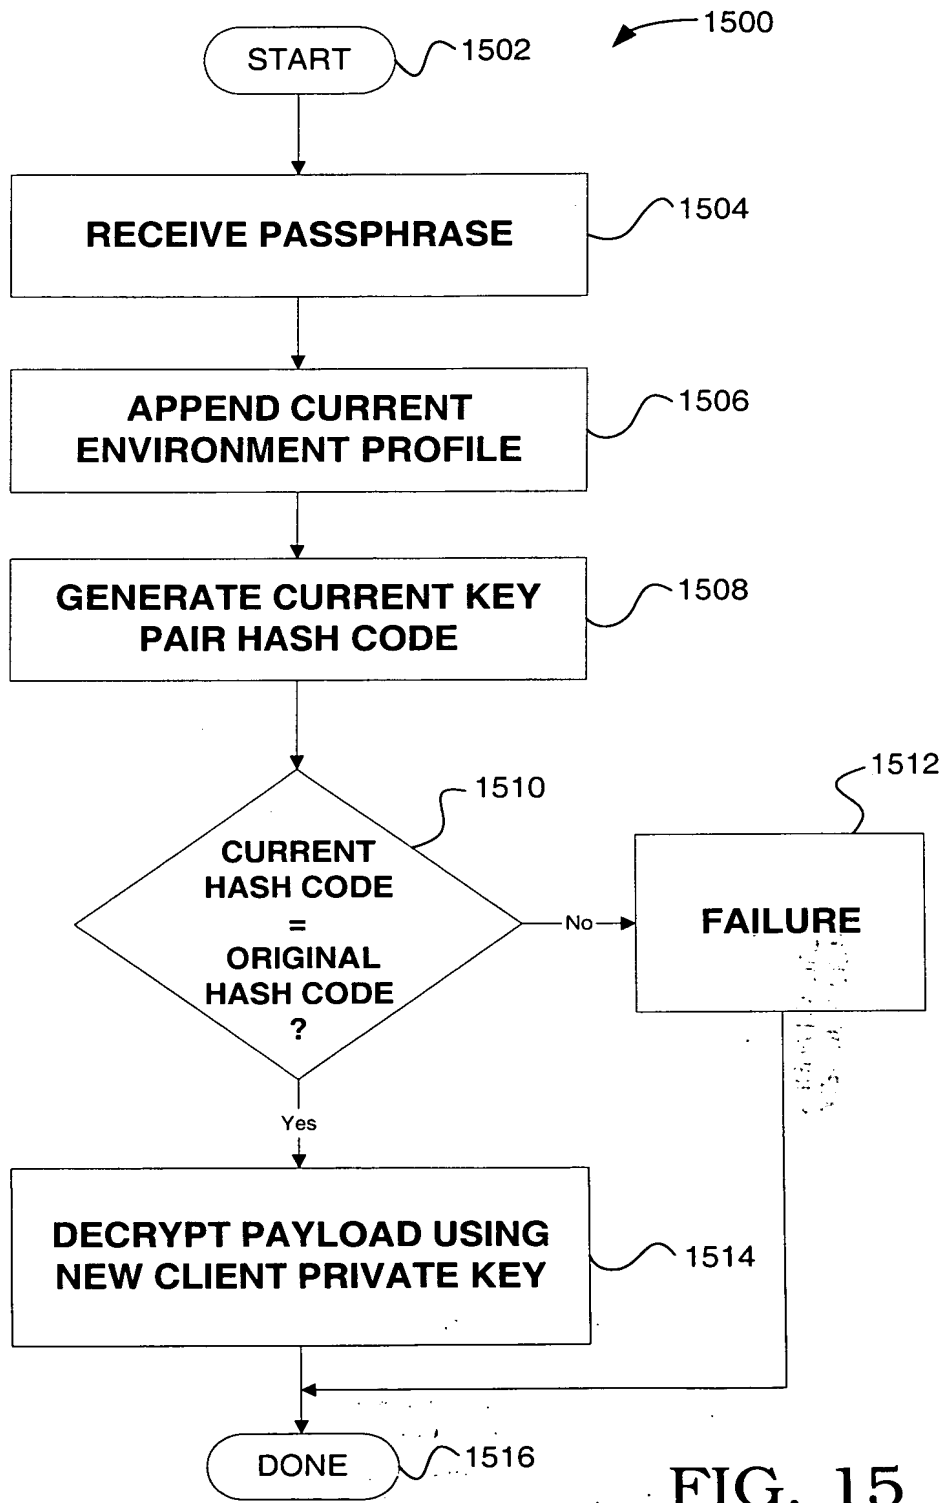 1500
START
1502
RECEIVE PASSPHRASE
1504
APPEND CURRENT
ENVIRONMENT PROFILE
1506
GENERATE CURRENT KEY
PAIR HASH CODE
1508
1510
CURRENT
HASH CODE
=
ORIGINAL
HASH CODE
?
No
1512
FAILURE
Yes
DECRYPT PAYLOAD USING
NEW CLIENT PRIVATE KEY
1514
DONE
1516
FIG. 15